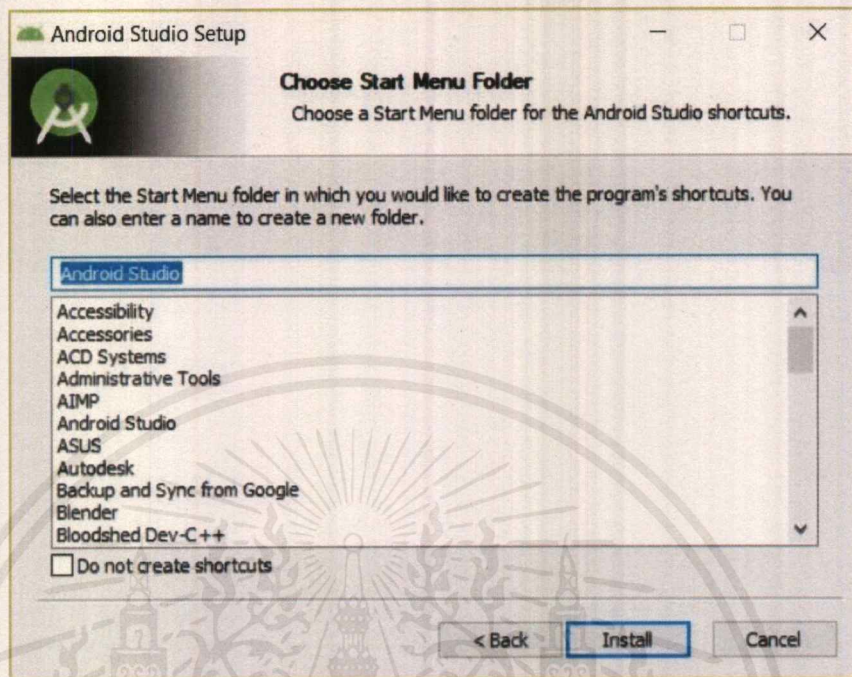 Android Studio Setup
Choose Start Menu Folder
Choose a Start Menu folder for the Android Studio shortcuts.
Select the Start Menu folder in which you would like to create the program's shortcuts. You
can also enter a name to create a new folder.
Android Studio
Accessibility
Accessories
ACD Systems
Administrative Tools
AIMP
Android Studio
ASUS
Autodesk
Backup and Sync from Google
Blender
Bloodshed Dev-C++
Do not create shortcuts
< Back
Install
Cancel